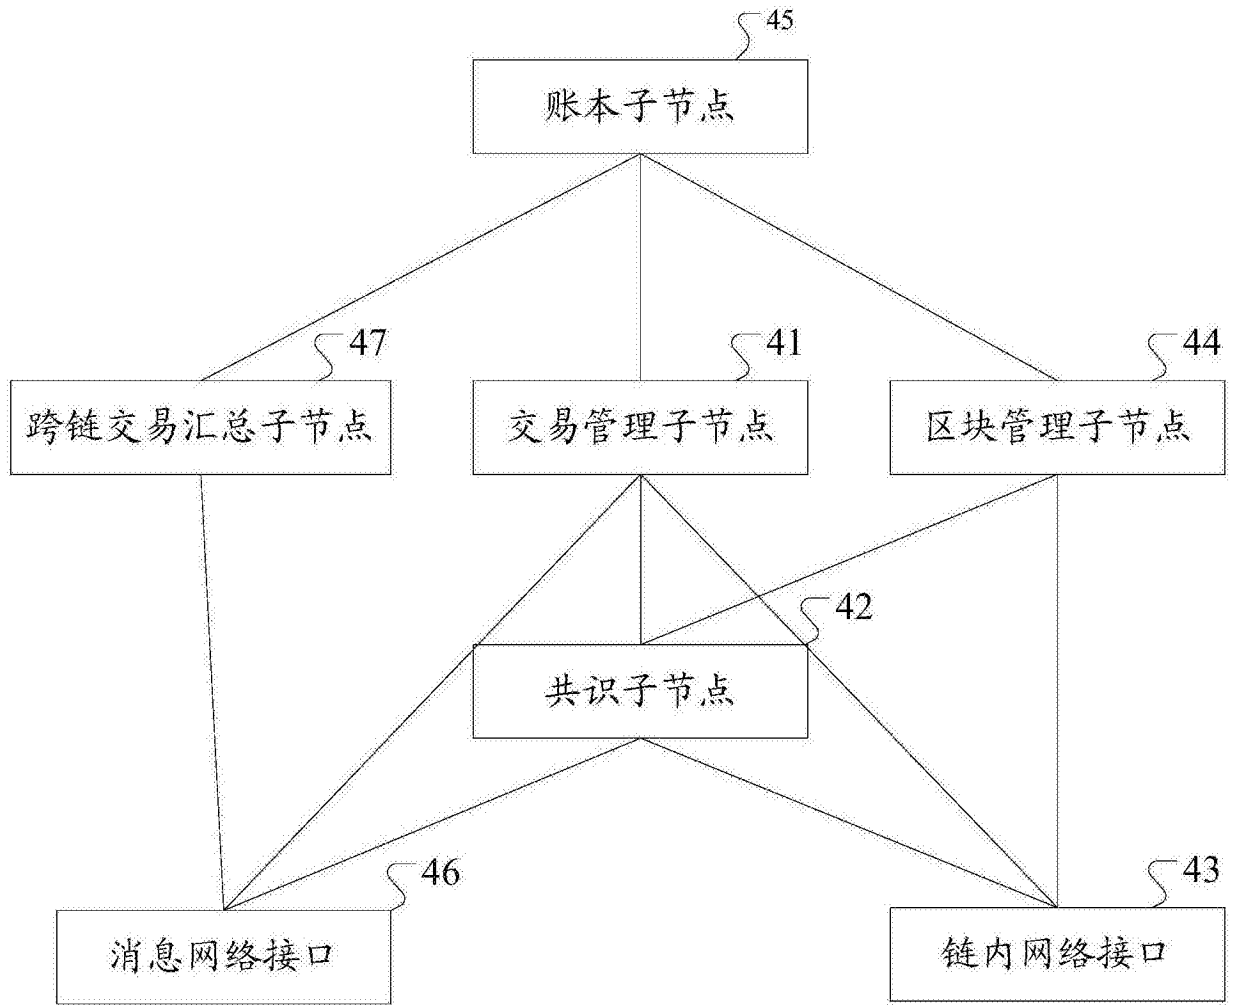 45
账本子节点
47
41
44
跨链交易汇总子节点
交易管理子节点
区块管理子节点
42
共识子节点
46
43
消息网络接口
链内网络接口